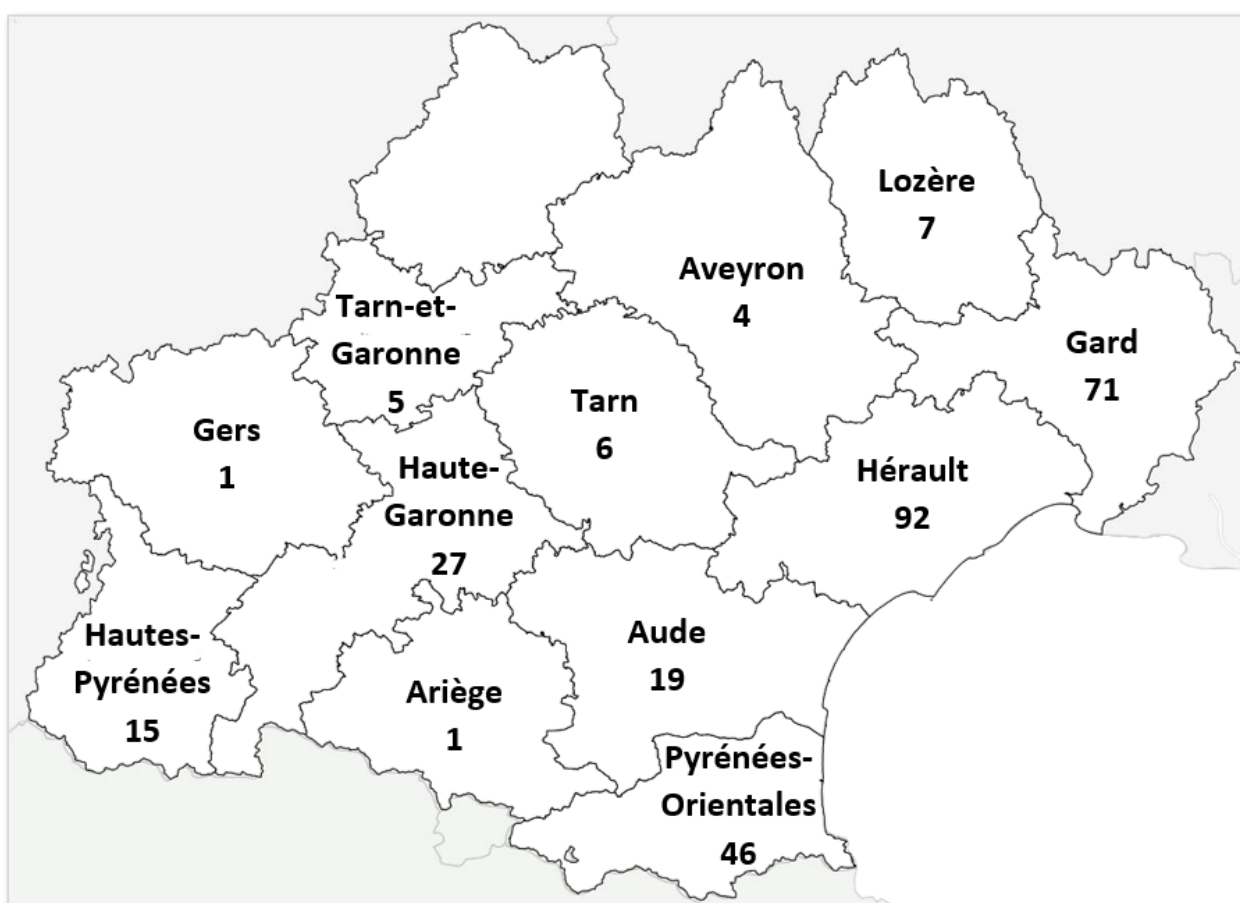 Lozère
7
Aveyron
4
Tarn-et-
Garonne
5
Gard
71
Tarn
6
Gers
1
Haute-
Garonne
27
Hérault
92
Hautes-
Pyrénées
15
Aude
19
Ariège
1
Pyrénées-
Orientales
46